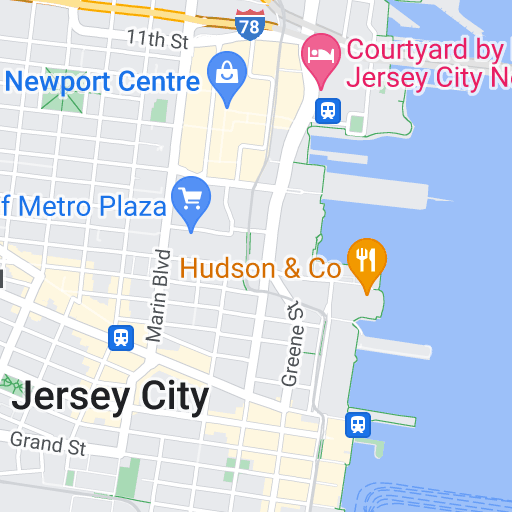 78
11th St
Courtyard by
Jersey City
Newport Centre
f Metro Plaza
Marin Blvd
Hudson & Co
Greene St
Jersey City
Grand St